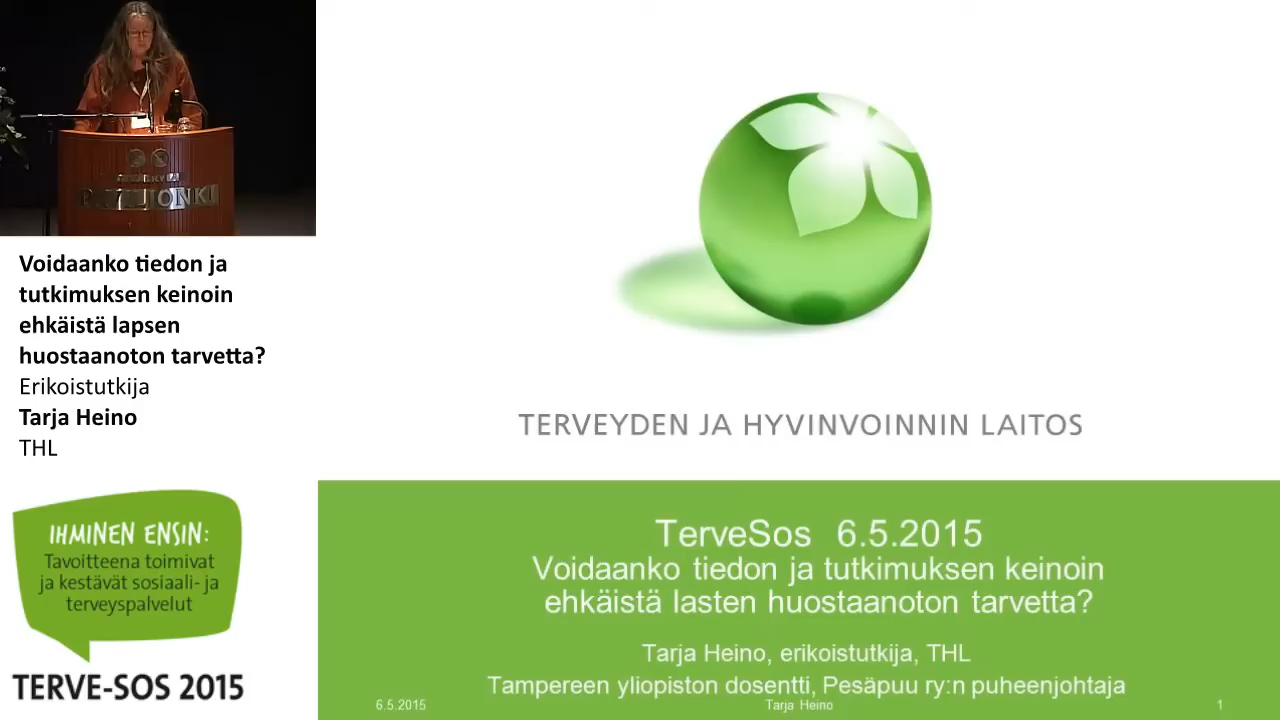 PAVILJONKI
Voidaanko tiedon ja
tutkimuksen keinoin
ehkäistä lapsen
huostaanoton tarvetta?
Erikoistutkija
Tarja Heino
THL
IHMINEN ENSIN:
Tavoitteena toimivat
ja kestävät sosiaali- ja
terveyspalvelut
TERVE-SOS 2015
TERVEYDEN JA HYVINVOINNIN LAITOS
TerveSos 6.5.2015
Voidaanko tiedon ja tutkimuksen keinoin
ehkäistä lasten huostaanoton tarvetta?
Tarja Heino, erikoistutkija, THL
Tampereen yliopiston dosentti, Pesäpuu ry:n puheenjohtaja
6.5.2015
Tarja Heino
1